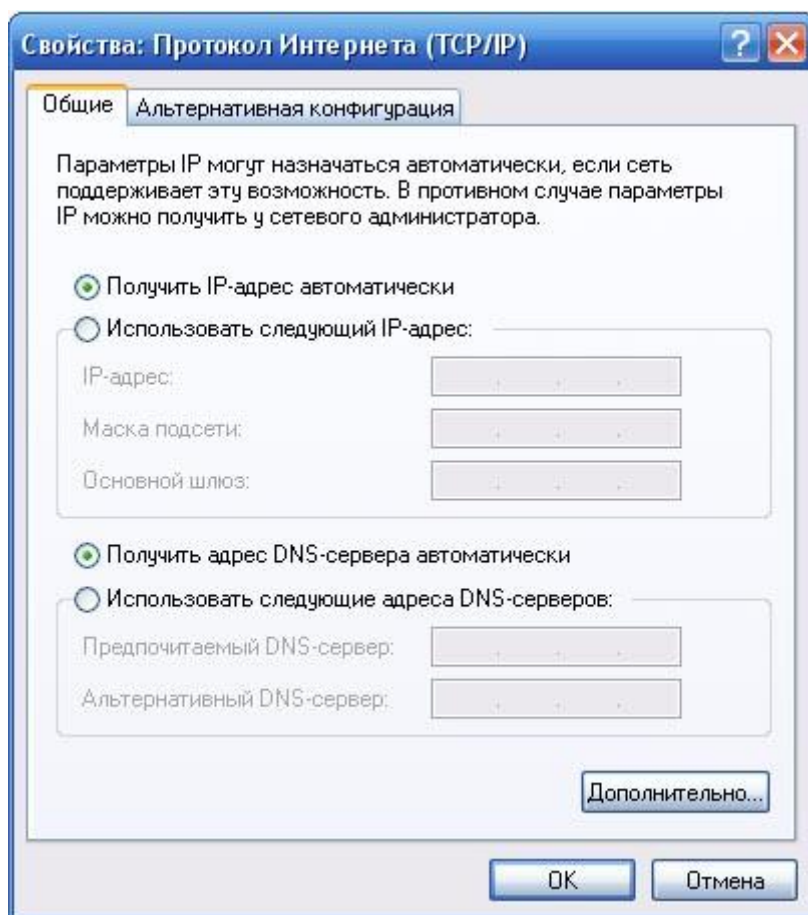 Свойства: Протокол Интернета (TCP/IP)
Общие
Альтернативная конфигурация
Параметры IP могут назначаться автоматически, если сеть
поддерживает эту возможность. В противном случае параметры
IP можно получить у сетевого администратора.
Получить IP-адрес автоматически
Использовать следующий IP-адрес:
IP-адрес:
Маска подсети:
Основной шлюз:
Получить адрес DNS-сервера автоматически
Использовать следующие адреса DNS-серверов:
Предпочитаемый DNS-сервер:
Альтернативный DNS-сервер:
Дополнительно...
OK
Отмена